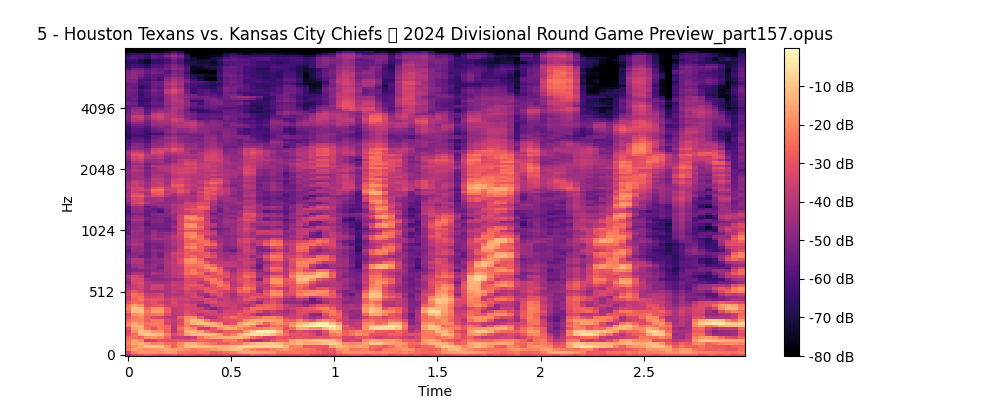 5 - Houston Texans vs. Kansas City Chiefs ▯ 2024 Divisional Round Game Preview_part157.opus
Hz
4096
2048
1024
512
0
0 0.5 1 1.5 2 2.5
Time
-10 dB
-20 dB
-30 dB
-40 dB
-50 dB
-60 dB
-70 dB
-80 dB